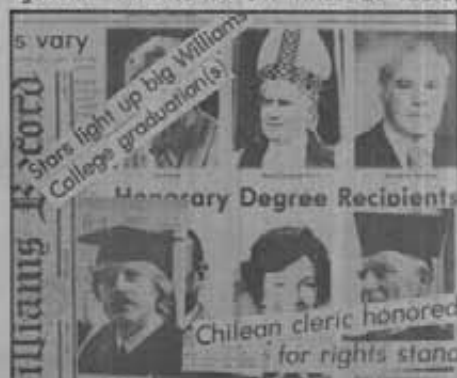 s vary
Stars light up big Williams
College graduation(s)
Williams Record
Honorary Degree Recipients
Chilean cleric honored
for rights stand